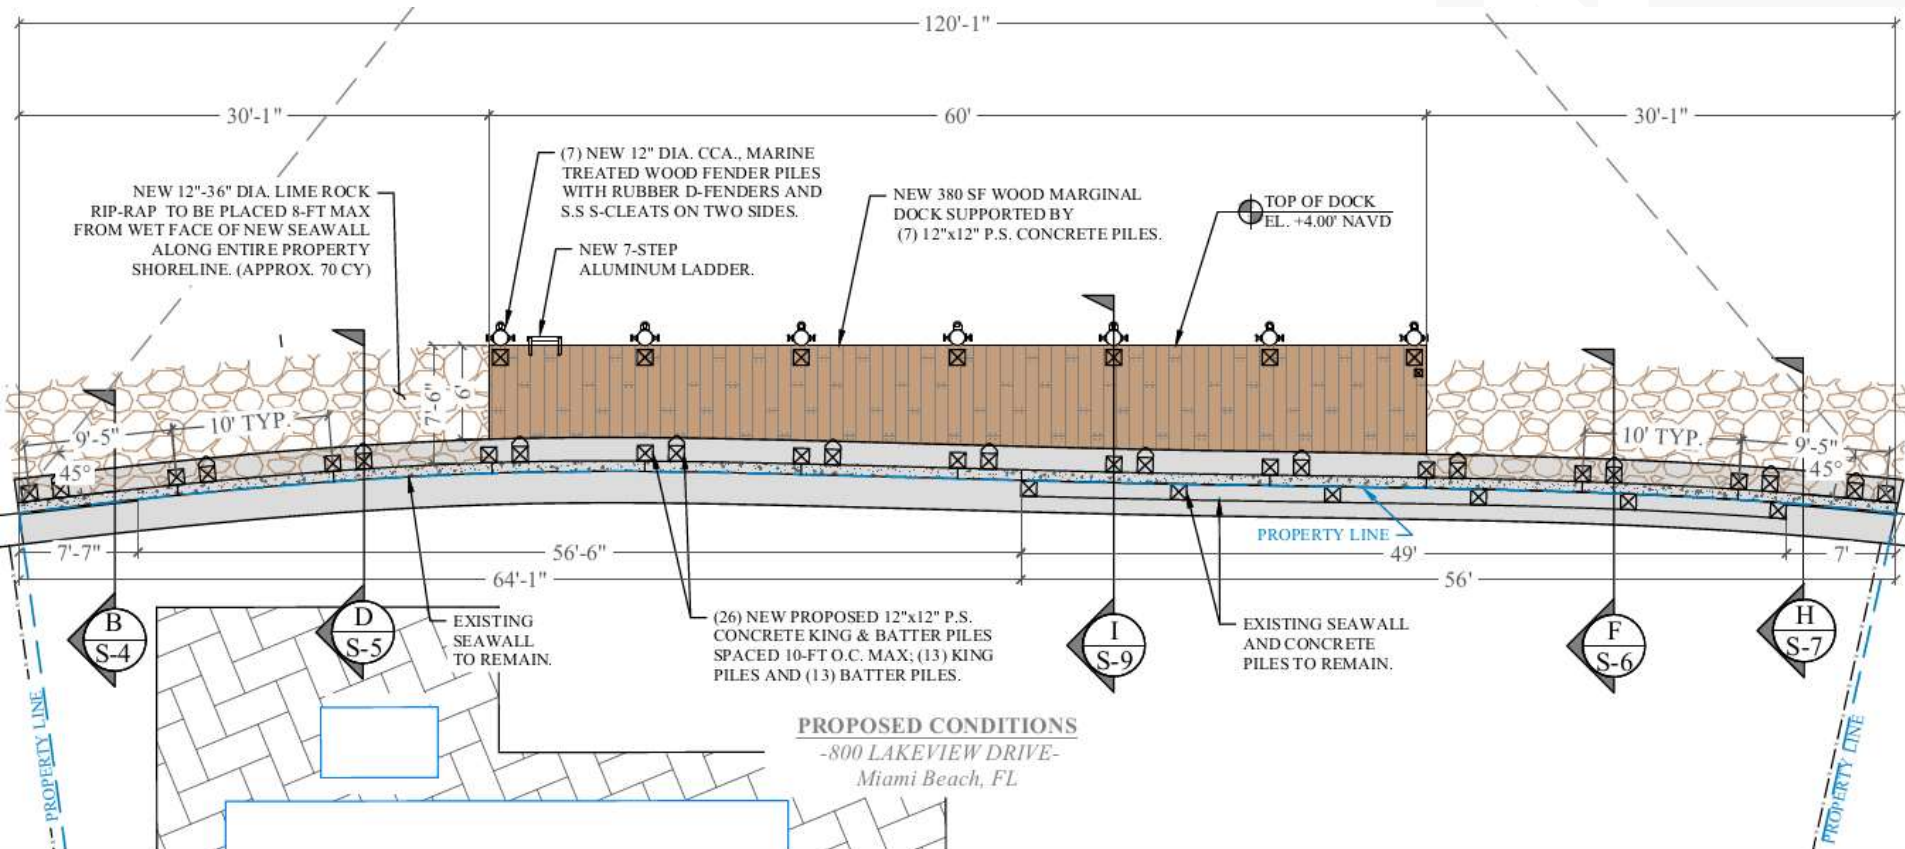 120'-1"
30'-1"
60'
30'-1"
(7) NEW 12" DIA. CCA., MARINE
TREATED WOOD FENDER PILES
WITH RUBBER D-FENDERS AND
S.S S-CLEATS ON TWO SIDES.
NEW 12"-36" DIA. LIME ROCK
RIP-RAP TO BE PLACED 8-FT MAX
FROM WET FACE OF NEW SEAWALL
ALONG ENTIRE PROPERTY
SHORELINE. (APPROX. 70 CY)
NEW 380 SF WOOD MARGINAL
DOCK SUPPORTED BY
(7) 12"x12" P.S. CONCRETE PILES.
TOP OF DOCK
EL. +4.00' NAVD
NEW 7-STEP
ALUMINUM LADDER.
7'-6"
6'
9'-5"
10' TYP.
45°
10' TYP.
9'-5"
45°
PROPERTY LINE
7'-7"
56'-6"
49'
7'
64'-1"
56'
B
S-4
D
S-5
EXISTING
SEAWALL
TO REMAIN.
(26) NEW PROPOSED 12"x12" P.S.
CONCRETE KING & BATTER PILES
SPACED 10-FT O.C. MAX; (13) KING
PILES AND (13) BATTER PILES.
I
S-9
EXISTING SEAWALL
AND CONCRETE
PILES TO REMAIN.
F
S-6
H
S-7
PROPERTY LINE
PROPERTY LINE
PROPOSED CONDITIONS
-800 LAKEVIEW DRIVE-
Miami Beach, FL